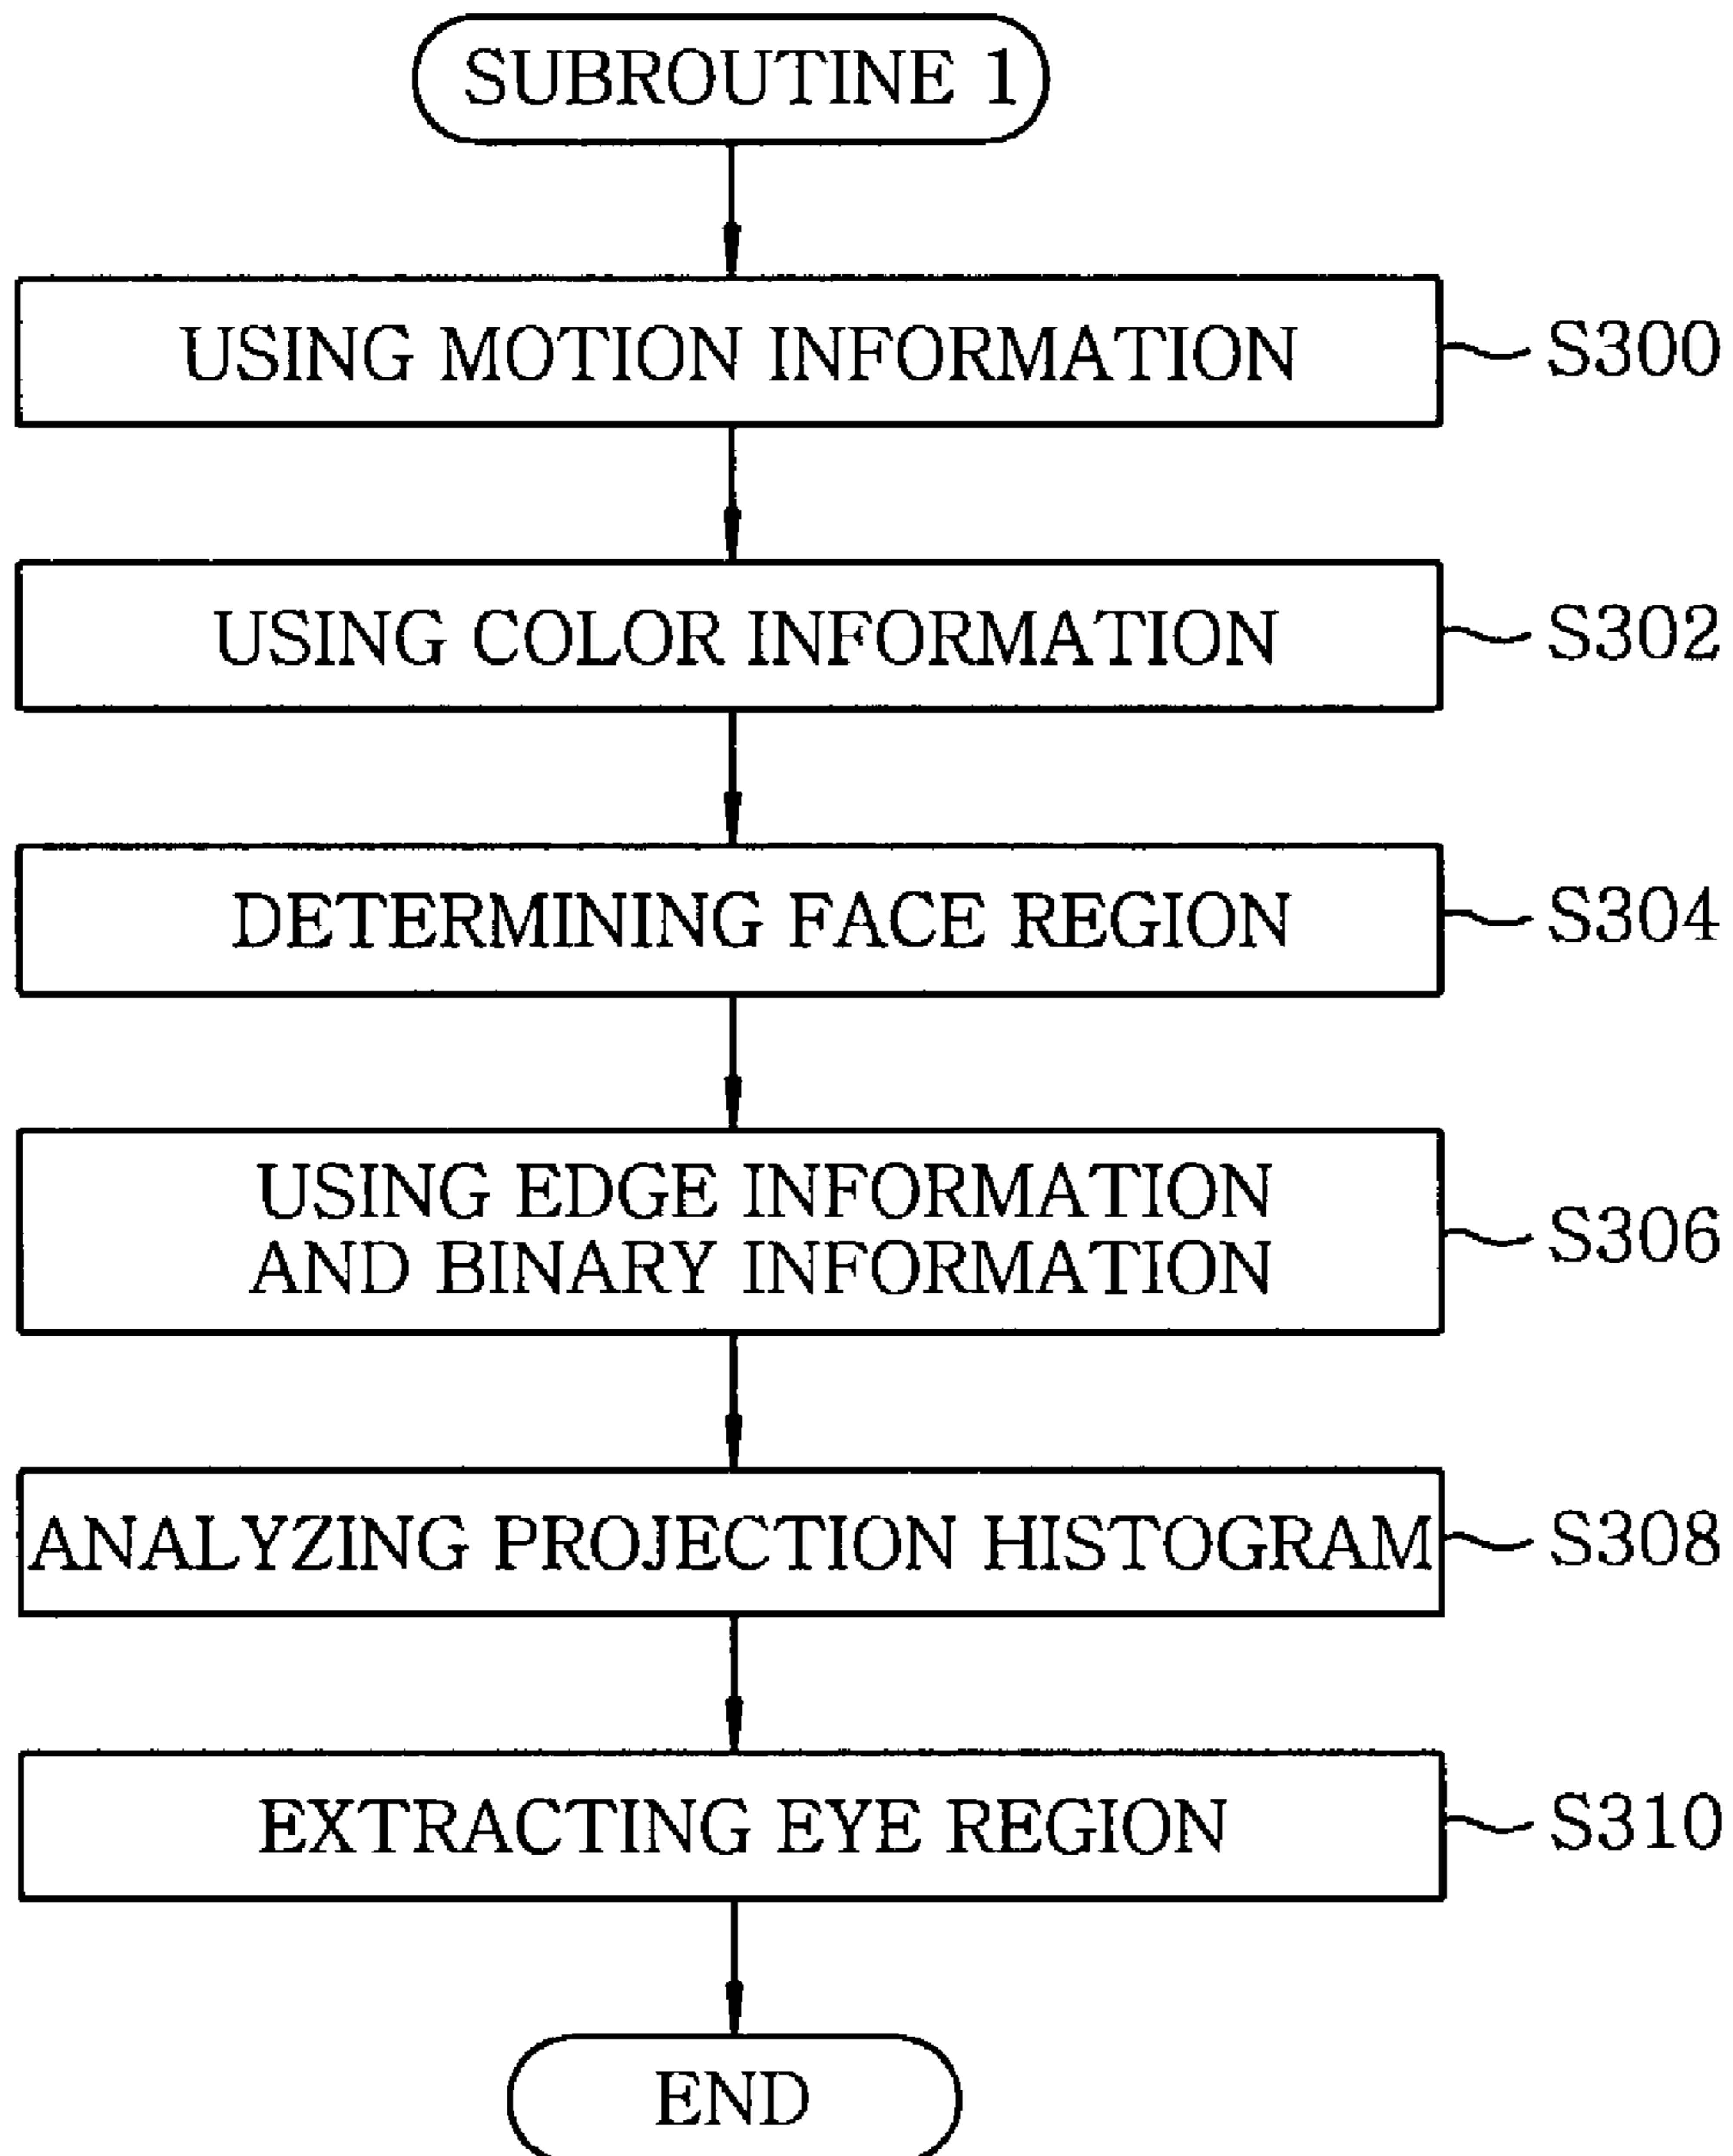 SUBROUTINE 1
USING MOTION INFORMATION
S300
USING COLOR INFORMATION
S302
DETERMINING FACE REGION
S304
USING EDGE INFORMATION
AND BINARY INFORMATION
S306
ANALYZING PROJECTION HISTOGRAM
S308
EXTRACTING EYE REGION
S310
END